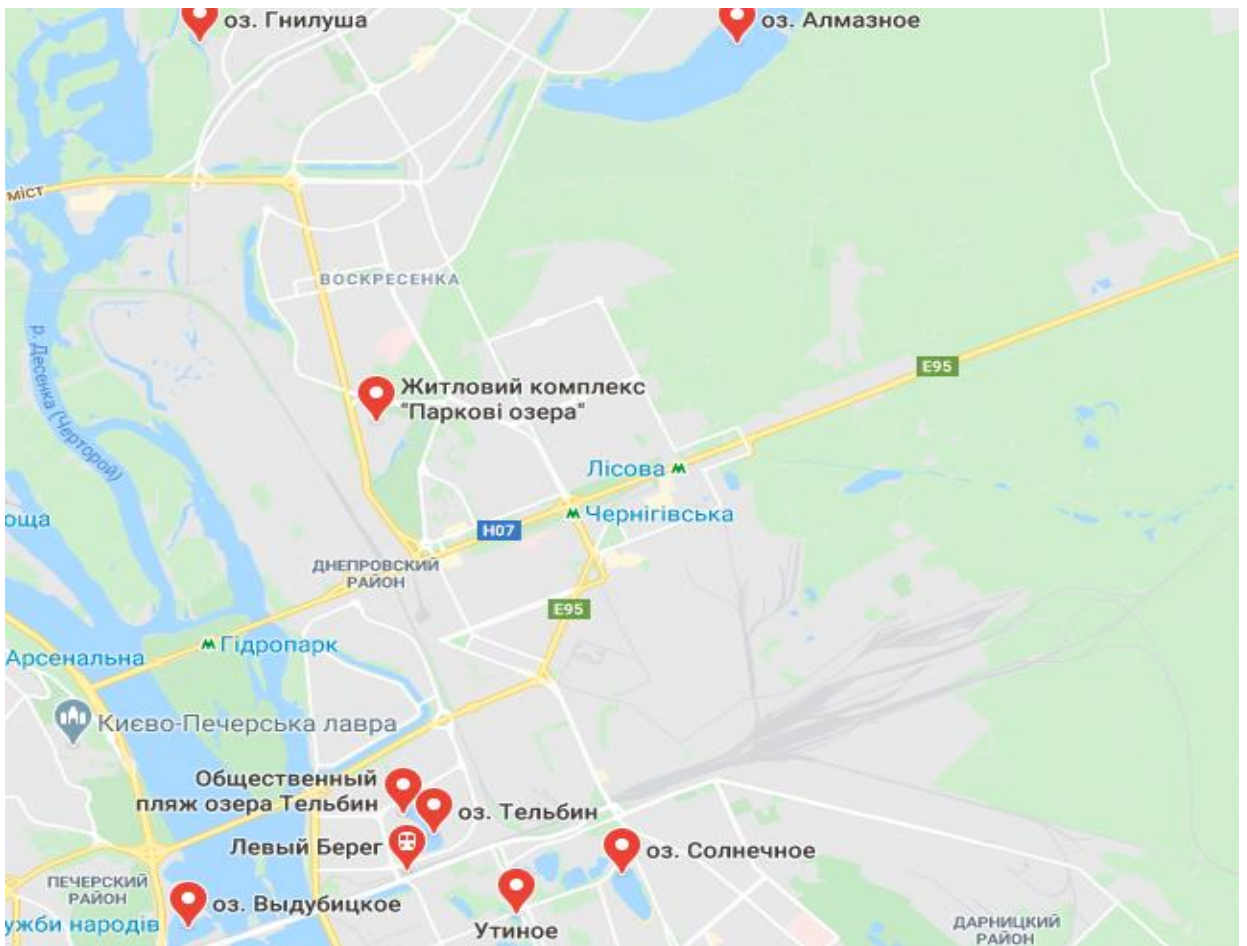 оз. Гнилуша
оз. Алмазное
міст
ВОСКРЕСЕНКА
р. Десенка (Черторой)
E95
Житловий комплекс
"Паркові озера"
Лісова
Чернігівська
оща
H07
ДНЕПРОВСКИЙ
РАЙОН
E95
Гідропарк
Арсенальна
Києво-Печерська лавра
Общественный
пляж озера Тельбин
оз. Тельбин
Левый Берег
оз. Солнечное
ПЕЧЕРСКИЙ
РАЙОН
оз. Выдубицкое
ужби народів
Утиное
ДАРНИЦКИЙ
РАЙОН